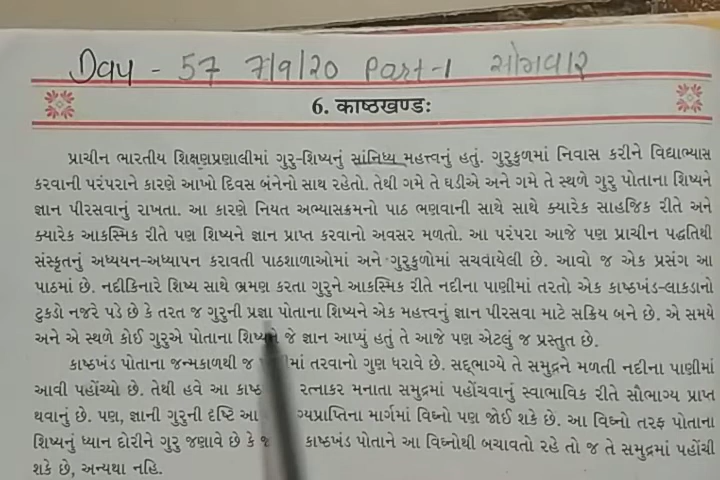 Day - 57 7/9/20 Part-1 સોમવાર
6. काष्ठखण्डः
પ્રાચીન ભારતીય શિક્ષણપ્રણાલીમાં ગુરુ-શિષ્યનું સાંનિધ્ય મહત્ત્વનું હતું. ગુરુકુળમાં નિવાસ કરીને વિદ્યાભ્યાસ
કરવાની પરંપરાને કારણે આખો દિવસ બંનેનો સાથ રહેતો. તેથી ગમે તે ઘડીએ અને ગમે તે સ્થળે ગુરુ પોતાના શિષ્યને
જ્ઞાન પીરસવાનું રાખતા. આ કારણે નિયત અભ્યાસક્રમનો પાઠ ભણવાની સાથે સાથે ક્યારેક સાહજિક રીતે અને
ક્યારેક આકસ્મિક રીતે પણ શિષ્યને જ્ઞાન પ્રાપ્ત કરવાનો અવસર મળતો. આ પરંપરા આજે પણ પ્રાચીન પદ્ધતિથી
સંસ્કૃતનું અધ્યયન-અધ્યાપન કરાવતી પાઠશાળાઓમાં અને ગુરુકુળોમાં સચવાયેલી છે. આવો જ એક પ્રસંગ આ
પાઠમાં છે. નદીકિનારે શિષ્ય સાથે ભ્રમણ કરતા ગુરુને આકસ્મિક રીતે નદીના પાણીમાં તરતો એક કાષ્ઠખંડ-લાકડાનો
ટુકડો નજરે પડે છે કે તરત જ ગુરુની પ્રજ્ઞા પોતાના શિષ્યને એક મહત્ત્વનું જ્ઞાન પીરસવા માટે સક્રિય બને છે. એ સમયે
અને એ સ્થળે કોઈ ગુરુએ પોતાના શિષ્યને જે જ્ઞાન આપ્યું હતું તે આજે પણ એટલું જ પ્રસ્તુત છે.
કાષ્ઠખંડ પોતાના જન્મકાળથી જ માં તરવાનો ગુણ ધરાવે છે. સદ્ભાગ્યે તે સમુદ્રને મળતી નદીના પાણીમાં
આવી પહોંચ્યો છે. તેથી હવે આ કાષ્ઠ રત્નાકર મનાતા સમુદ્રમાં પહોંચવાનું સ્વાભાવિક રીતે સૌભાગ્ય પ્રાપ્ત
થવાનું છે. પણ, જ્ઞાની ગુરુની દૃષ્ટિ આ ગ્યપ્રાપ્તિના માર્ગમાં વિઘ્નો પણ જોઈ શકે છે. આ વિઘ્નો તરફ પોતાના
શિષ્યનું ધ્યાન દોરીને ગુરુ જણાવે છે કે જ કાષ્ઠખંડ પોતાને આ વિઘ્નોથી બચાવતો રહે તો જ તે સમુદ્રમાં પહોંચી
શકે છે, અન્યથા નહિ.